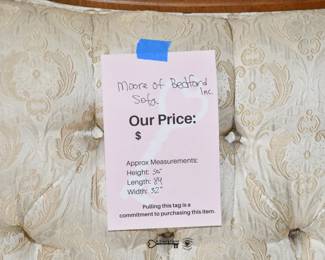 Moore of Bedford
Inc.
Sofa
Our Price:
$
Approx Measurements:
Height: 36"
Length: 89
Width: 32"
Pulling this tag is a
commitment to purchasing this item.